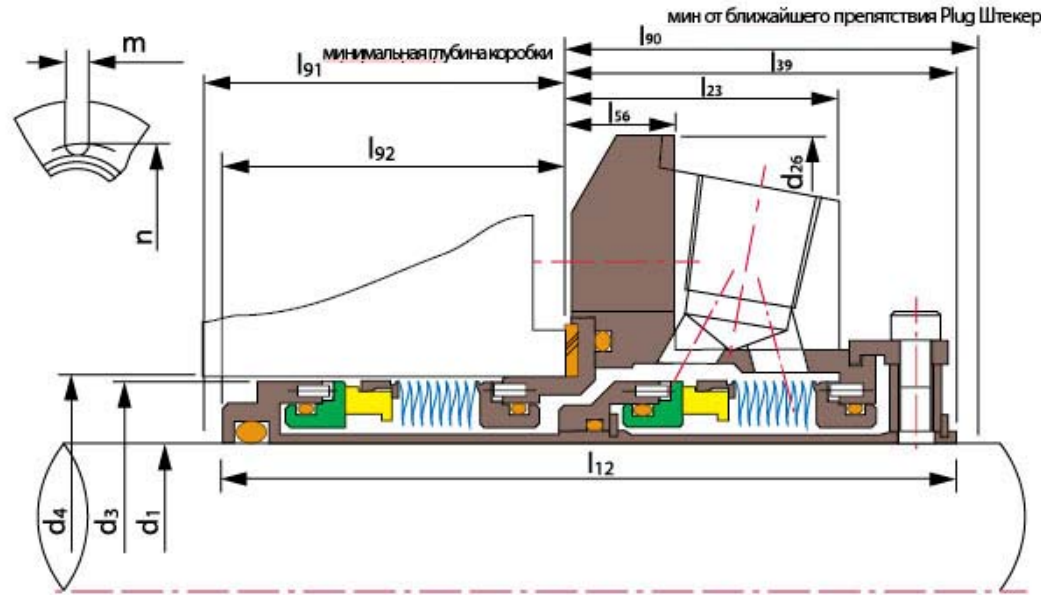 мин от ближайшего препятствия Plug Штекер
m
минимальная глубина коробки
l90
l91
l39
l23
l56
l92
d26
n
l12
d4
d3
d1